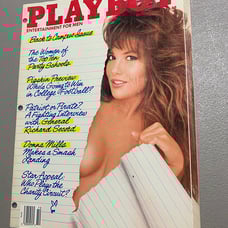 PLAYBOY
ENTERTAINMENT FOR MEN
Back to Campus Issue
The Women of
the Top Ten
Party Schools
Pigskin Preview
Who's Going to Win
in College Football?
Patriot or Pirate?
A Fighting Interview
with General
Richard Secord
Donna Mills
Makes a Smash
Landing
Star Appeal:
Who Plays the
Charity Circuit?